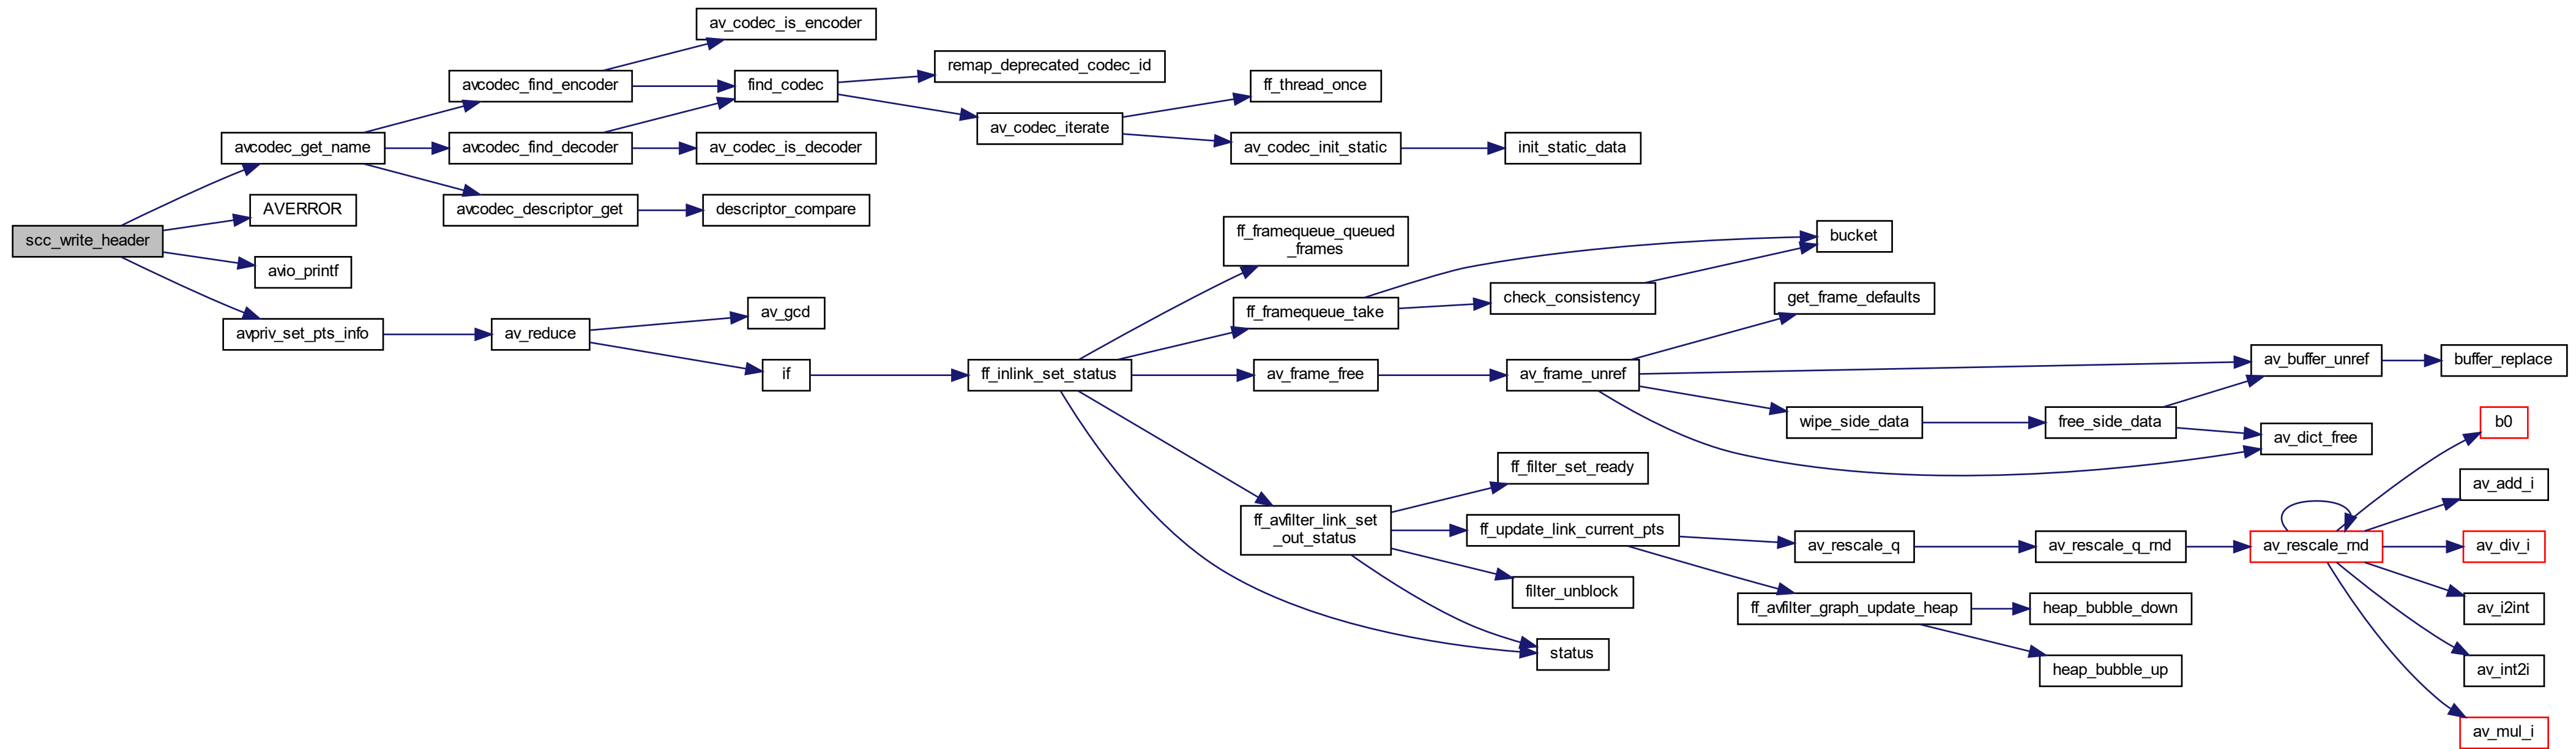 av_codec_is_encoder
avcodec_find_encoder
find_codec
remap_deprecated_codec_id
ff_thread_once
avcodec_get_name
avcodec_find_decoder
av_codec_is_decoder
av_codec_iterate
av_codec_init_static
init_static_data
AVERROR
avcodec_descriptor_get
descriptor_compare
scc_write_header
avio_printf
avpriv_set_pts_info
av_reduce
av_gcd
if
ff_inlink_set_status
ff_framequeue_queued
_frames
ff_framequeue_take
check_consistency
bucket
av_frame_free
av_frame_unref
get_frame_defaults
av_buffer_unref
buffer_replace
wipe_side_data
free_side_data
av_dict_free
ff_avfilter_link_set
_out_status
ff_filter_set_ready
ff_update_link_current_pts
filter_unblock
status
av_rescale_q
av_rescale_q_rnd
av_rescale_rnd
ff_avfilter_graph_update_heap
heap_bubble_down
heap_bubble_up
b0
av_add_i
av_div_i
av_i2int
av_int2i
av_mul_i